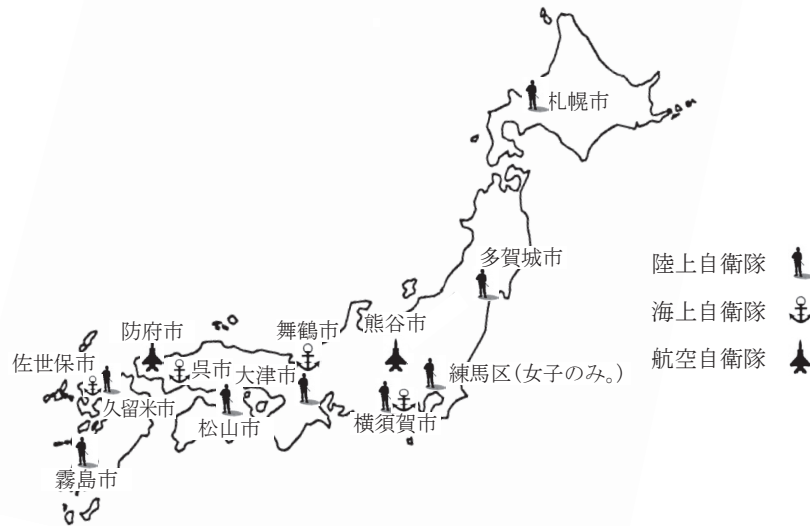 札幌市
多賀城市
陸上自衛隊
海上自衛隊
航空自衛隊
防府市
舞鶴市
熊谷市
佐世保市
呉市
大津市
練馬区(女子のみ。)
久留米市
松山市
横須賀市
霧島市